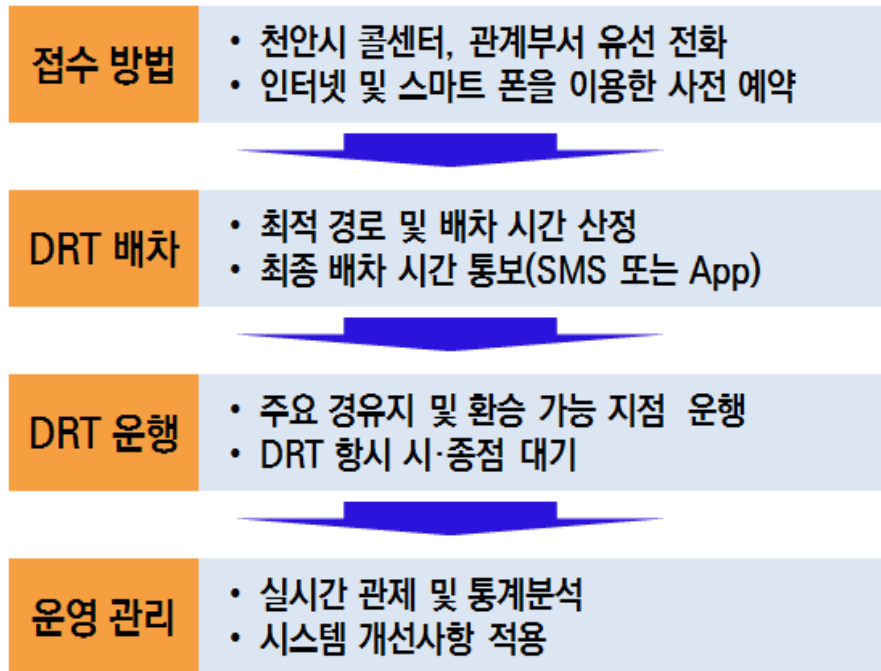 접수 방법
• 천안시 콜센터, 관계부서 유선 전화
• 인터넷 및 스마트 폰을 이용한 사전 예약
DRT 배차
• 최적 경로 및 배차 시간 산정
• 최종 배차 시간 통보(SMS 또는 App)
DRT 운행
• 주요 경유지 및 환승 가능 지점 운행
• DRT 항시 시·종점 대기
운영 관리
• 실시간 관제 및 통계분석
• 시스템 개선사항 적용